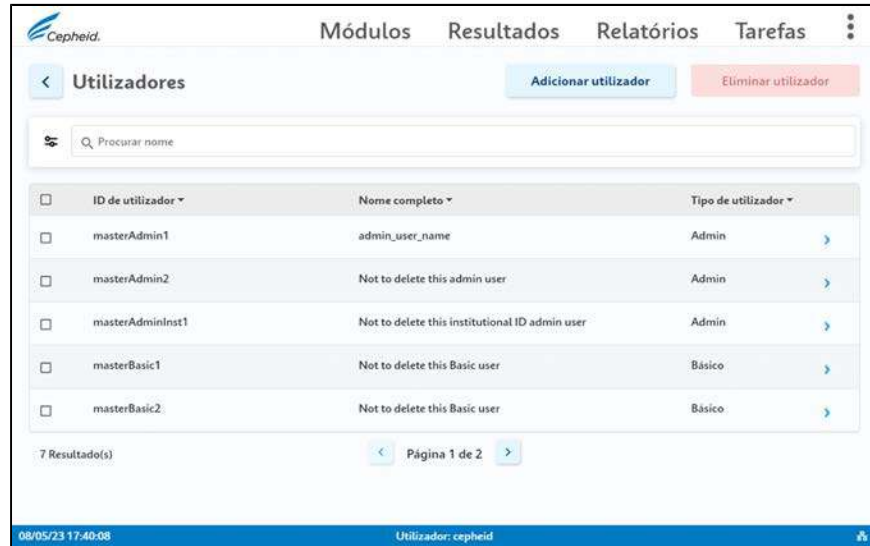 Cepheid. Módulos Resultados Relatórios Tarefas
Utilizadores Adicionar utilizador Eliminar utilizador
Procurar nome
ID de utilizador Nome completo Tipo de utilizador
masterAdmin1 admin_user_name Admin
masterAdmin2 Not to delete this admin user Admin
masterAdminInst1 Not to delete this institutional ID admin user Admin
masterBasic1 Not to delete this Basic user Básico
masterBasic2 Not to delete this Basic user Básico
7 Resultado(s) Página 1 de 2
08/05/23 17:40:08 Utilizador: cepheid